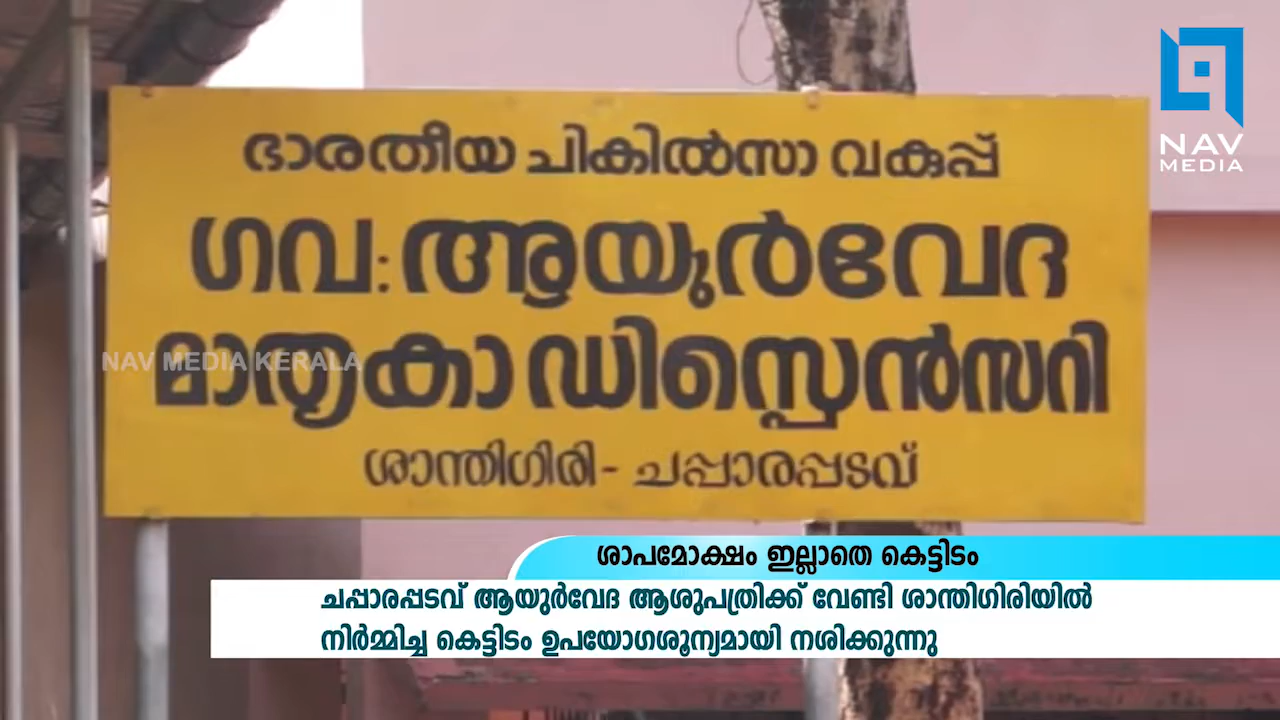 NAV
MEDIA
ഭാരതീയ ചികിൽസാ വകുപ്പ്
ഗവ: ആയുർവേദ
മാതൃകാ ഡിസ്പെൻസറി
NAV MEDIA KERALA
ശാന്തിഗിരി - ചപ്പാരപ്പടവ്
ശാപമോക്ഷം ഇല്ലാതെ കെട്ടിടം
ചപ്പാരപ്പടവ് ആയുർവേദ ആശുപത്രിക്ക് വേണ്ടി ശാന്തിഗിരിയിൽ
നിർമ്മിച്ച കെട്ടിടം ഉപയോഗശൂന്യമായി നശിക്കുന്നു